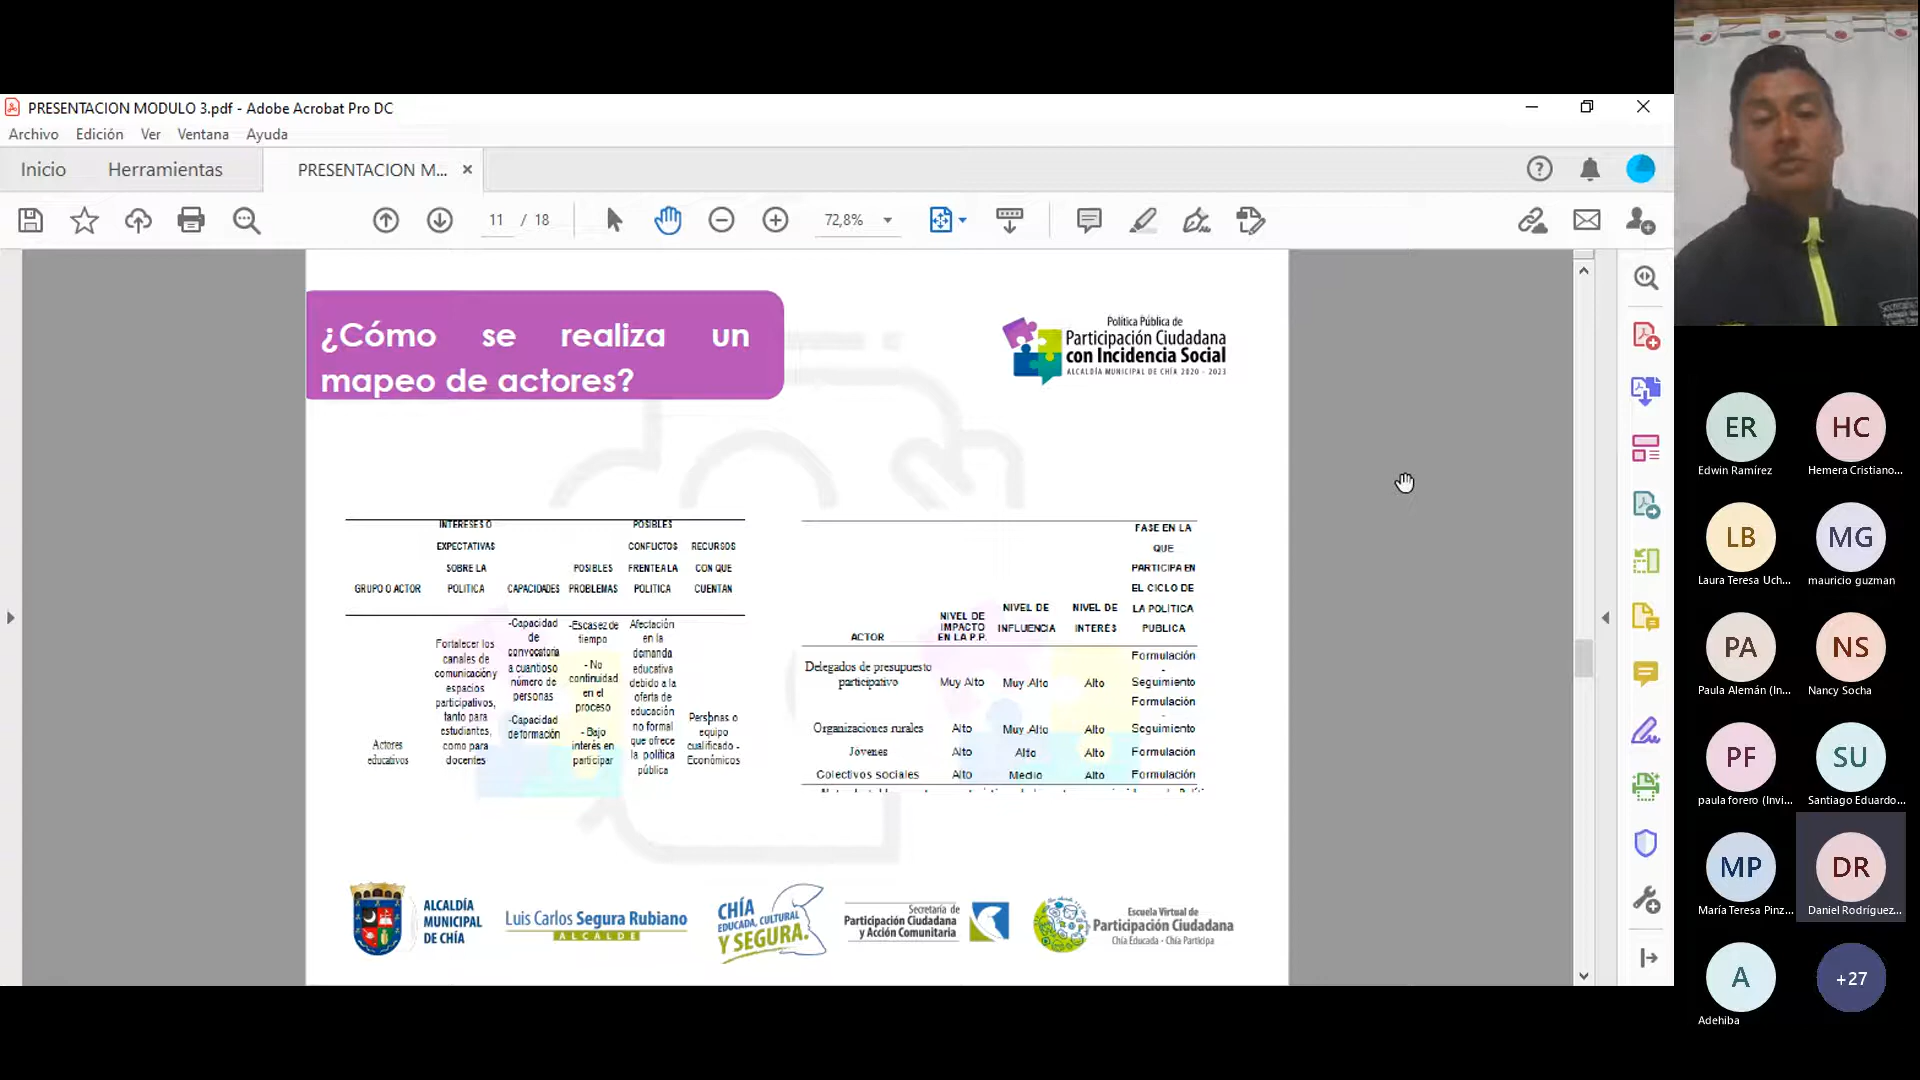 PRESENTACION MODULO 3.pdf - Adobe Acrobat Pro DC
Archivo Edición Ver Ventana Ayuda
Inicio Herramientas PRESENTACION M...
11 / 18 72,8%
¿Cómo se realiza un
mapeo de actores?
Política Pública de
Participación Ciudadana
con Incidencia Social
ALCALDÍA MUNICIPAL DE CHÍA 2020 - 2023
GRUPO O ACTOR
INTERESES O
EXPECTATIVAS
SOBRE LA
POLITICA
CAPACIDADES
POSIBLES
PROBLEMAS
POSIBLES
CONFLICTOS
FRENTE A LA
POLITICA
RECURSOS
CON QUE
CUENTAN
Actores
educativos
Fortalecer los
canales de
comunicación y
espacios
participativos,
tanto para
estudiantes,
como para
docentes
-Capacidad
de
convocatoria
a cuantioso
número de
personas
-Capacidad
de formación
-Escasez de
tiempo
- No
continuidad
en el
proceso
- Bajo
interés en
participar
Afectación
en la
demanda
educativa
debido a la
oferta de
educación
no formal
que ofrece
la política
pública
Personas o
equipo
cualificado -
Económicos
ACTOR
NIVEL DE
IMPACTO
EN LA P.P.
NIVEL DE
INFLUENCIA
NIVEL DE
INTERES
FASE EN LA
QUE
PARTICIPA EN
EL CICLO DE
LA POLITICA
PUBLICA
Delegados de presupuesto
participativo
Muy Alto Muy Alto Alto
Formulación
-
Seguimiento
Organizaciones rurales Alto Muy Alto Alto
Formulación
-
Seguimiento
Jóvenes Alto Alto Alto Formulación
Colectivos sociales Alto Medio Alto Formulación
ALCALDÍA
MUNICIPAL
DE CHÍA
Luis Carlos Segura Rubiano
ALCALDE
CHÍA
EDUCADA, CULTURAL
Y SEGURA.
Secretaría de
Participación Ciudadana
y Acción Comunitaria
Escuela Virtual de
Participación Ciudadana
Chía Educada - Chía Participa
ER HC
Edwin Ramírez Hemera Cristiano...
LB MG
Laura Teresa Uch... mauricio guzman
PA NS
Paula Alemán (In... Nancy Socha
PF SU
paula forero (Invi... Santiago Eduardo...
MP DR
María Teresa Pinz... Daniel Rodríguez...
A +27
Adehiba